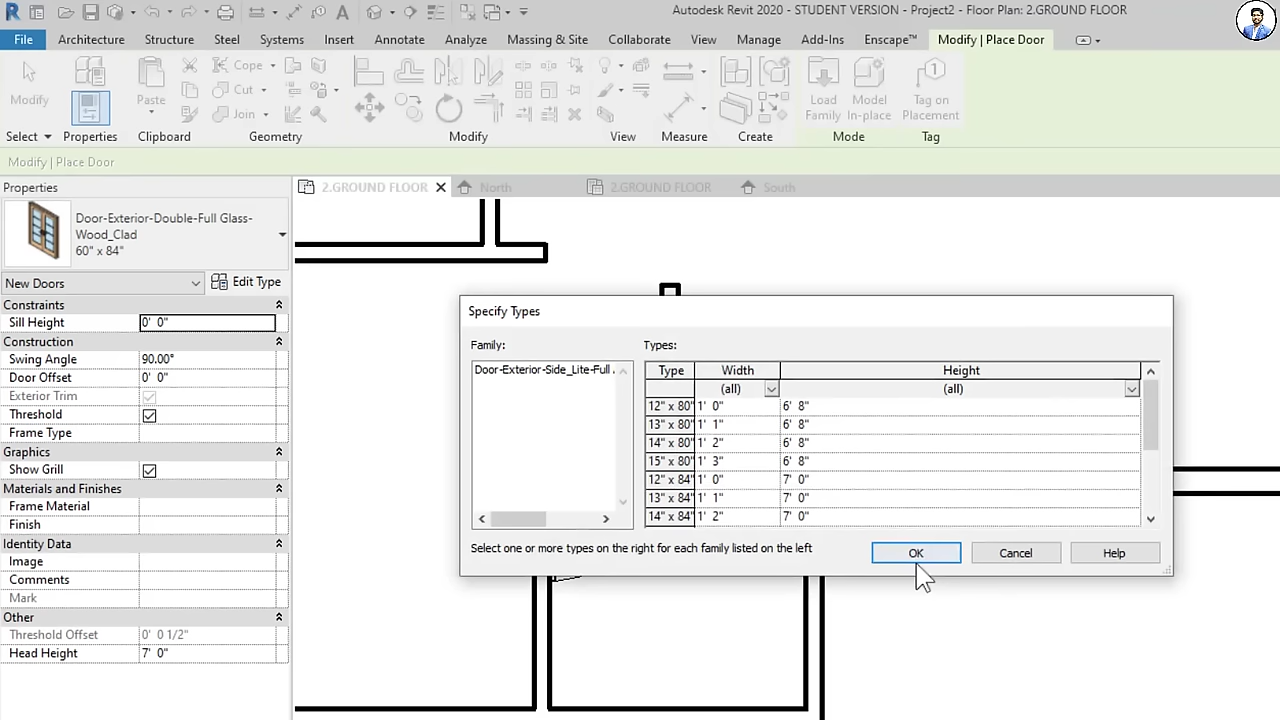 Autodesk Revit 2020 - STUDENT VERSION - Project2 - Floor Plan: 2.GROUND FLOOR
File Architecture Structure Steel Systems Insert Annotate Analyze Massing & Site Collaborate View Manage Add-Ins Enscape™ Modify | Place Door
Modify
Paste
Cope
Cut
Join
Load Family
Model In-place
Tag on Placement
Select Properties Clipboard Geometry Modify View Measure Create Mode Tag
Modify | Place Door
Properties
2.GROUND FLOOR North 2.GROUND FLOOR South
Door-Exterior-Double-Full Glass-
Wood_Clad
60" x 84"
New Doors Edit Type
Constraints
Sill Height 0' 0"
Construction
Swing Angle 90.00°
Door Offset 0' 0"
Exterior Trim
Threshold
Frame Type
Graphics
Show Grill
Materials and Finishes
Frame Material
Finish
Identity Data
Image
Comments
Mark
Other
Threshold Offset 0' 0 1/2"
Head Height 7' 0"
Specify Types
Family: Types:
Door-Exterior-Side_Lite-Full
Type Width Height
(all) (all)
12" x 80" 1' 0" 6' 8"
13" x 80" 1' 1" 6' 8"
14" x 80" 1' 2" 6' 8"
15" x 80" 1' 3" 6' 8"
12" x 84" 1' 0" 7' 0"
13" x 84" 1' 1" 7' 0"
14" x 84" 1' 2" 7' 0"
Select one or more types on the right for each family listed on the left
OK Cancel Help